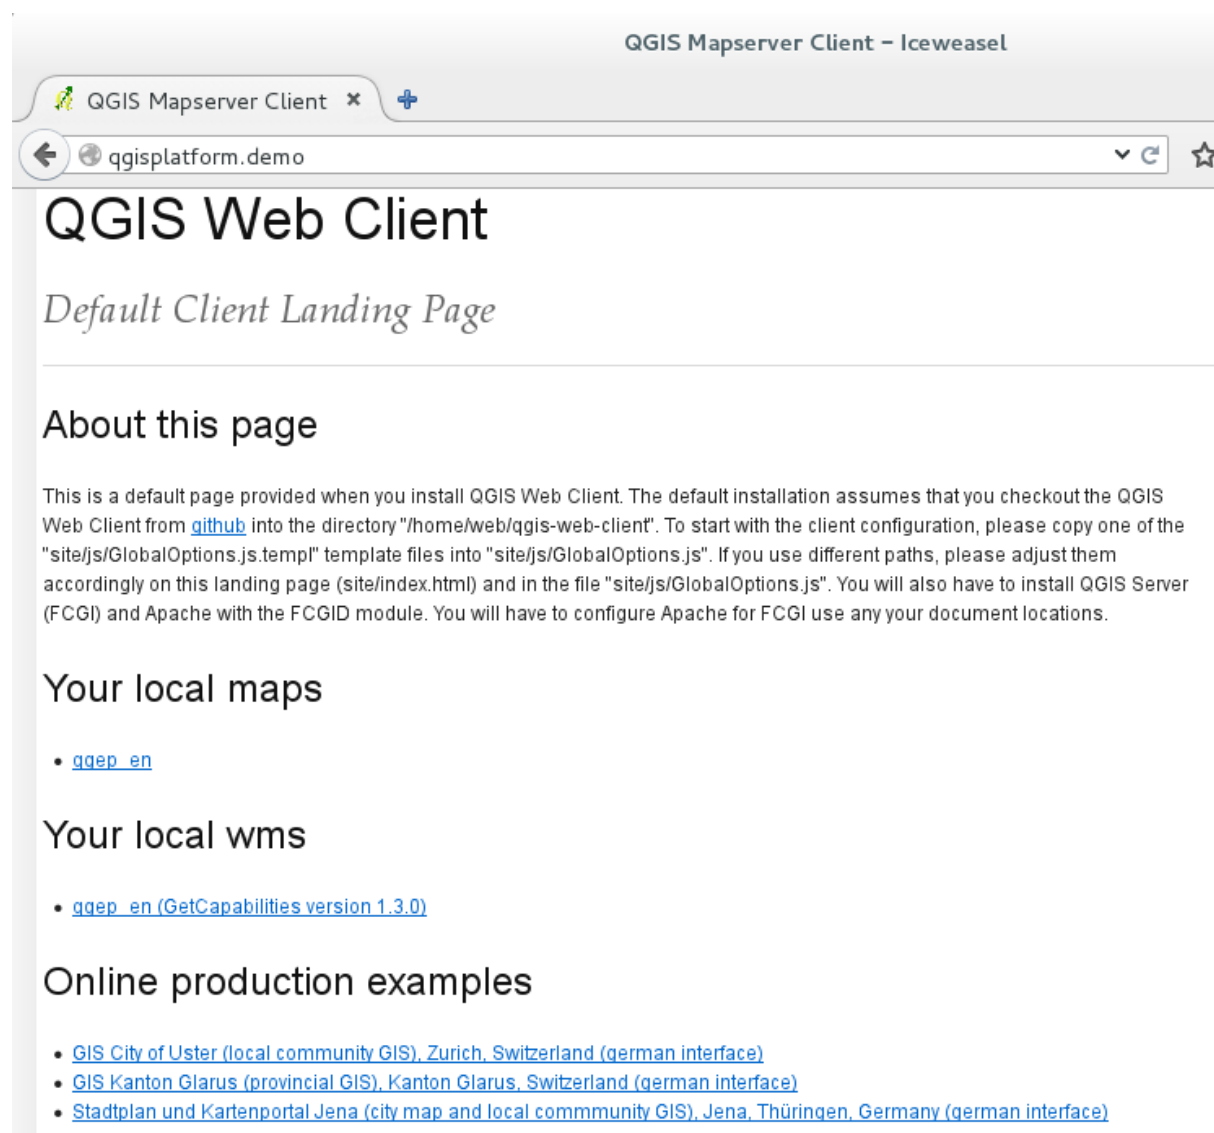 QGIS Mapserver Client – Iceweasel
QGIS Mapserver Client
qgisplatform.demo
QGIS Web Client
Default Client Landing Page
About this page
This is a default page provided when you install QGIS Web Client. The default installation assumes that you checkout the QGIS
Web Client from github into the directory "/home/web/qgis-web-client". To start with the client configuration, please copy one of the
"site/js/GlobalOptions.js.templ" template files into "site/js/GlobalOptions.js". If you use different paths, please adjust them
accordingly on this landing page (site/index.html) and in the file "site/js/GlobalOptions.js". You will also have to install QGIS Server
(FCGI) and Apache with the FCGID module. You will have to configure Apache for FCGI use any your document locations.
Your local maps
• qgep_en
Your local wms
• qgep_en (GetCapabilities version 1.3.0)
Online production examples
• GIS City of Uster (local community GIS), Zurich, Switzerland (german interface)
• GIS Kanton Glarus (provincial GIS), Kanton Glarus, Switzerland (german interface)
• Stadtplan und Kartenportal Jena (city map and local commmunity GIS), Jena, Thüringen, Germany (german interface)